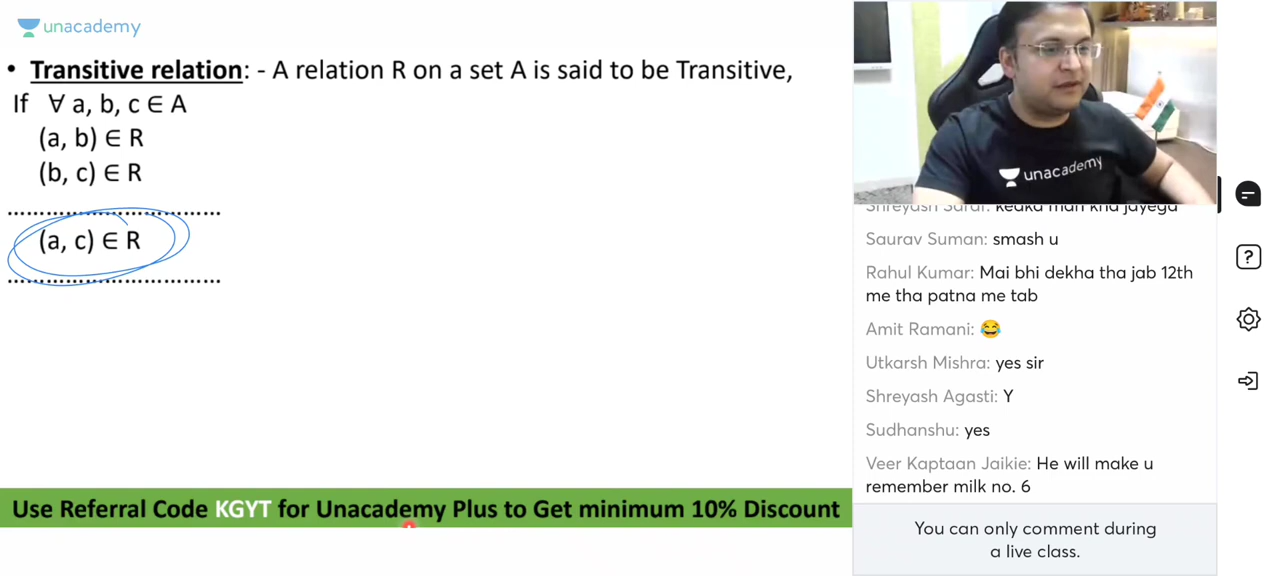 unacademy
• Transitive relation: - A relation R on a set A is said to be Transitive,
If ∀ a, b, c ∈ A
(a, b) ∈ R
(b, c) ∈ R
....................................
(a, c) ∈ R
....................................
Use Referral Code KGYT for Unacademy Plus to Get minimum 10% Discount
unacademy
Saurav Suman: smash u
Rahul Kumar: Mai bhi dekha tha jab 12th
me tha patna me tab
Amit Ramani: 😂
Utkarsh Mishra: yes sir
Shreyash Agasti: Y
Sudhanshu: yes
Veer Kaptaan Jaikie: He will make u
remember milk no. 6
You can only comment during
a live class.